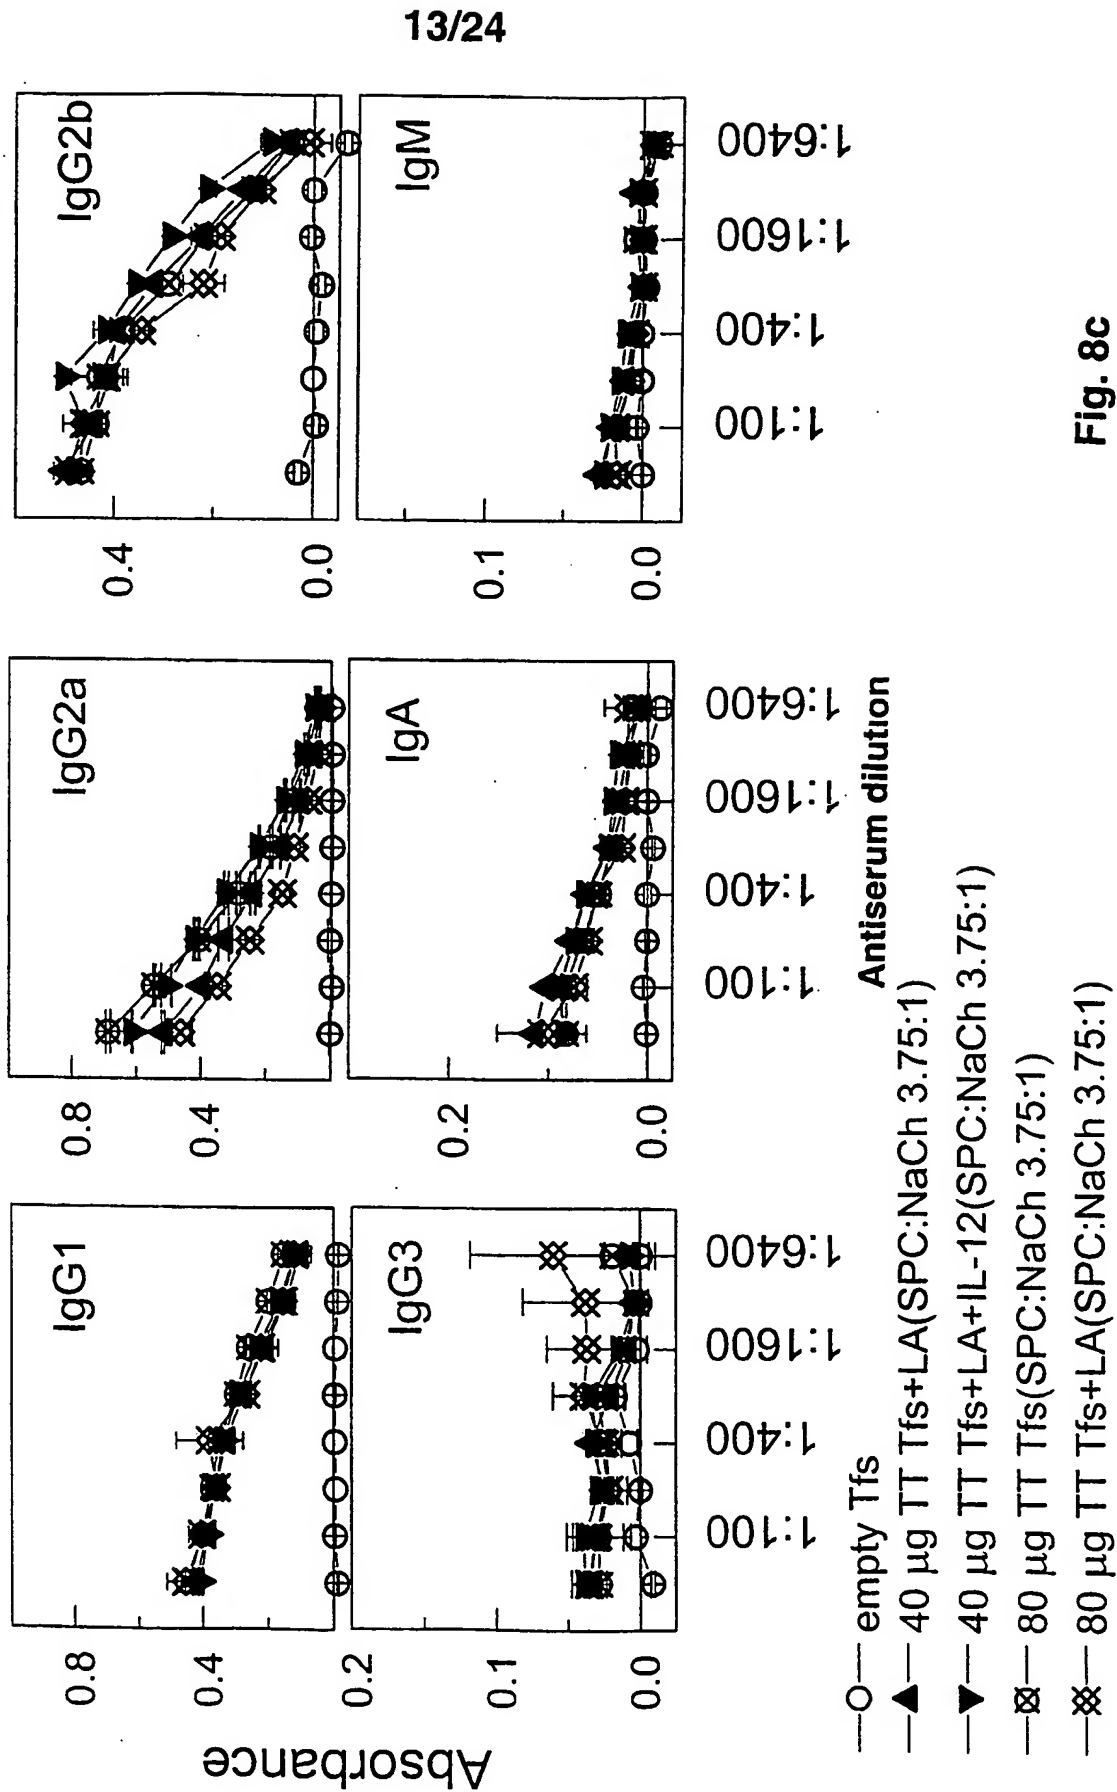 13/24
Absorbance
IgG1
0.8
0.4
IgG2a
0.8
0.4
IgG2b
0.4
0.0
IgG3
0.2
0.1
0.0
IgA
0.2
0.0
IgM
0.1
0.0
1:100
1:400
1:1600
1:6400
1:100
1:400
1:1600
1:6400
1:100
1:400
1:1600
1:6400
Antiserum dilution
empty Tfs
40 µg TT Tfs+LA(SPC:NaCh 3.75:1)
40 µg TT Tfs+LA+IL-12(SPC:NaCh 3.75:1)
80 µg TT Tfs(SPC:NaCh 3.75:1)
80 µg TT Tfs+LA(SPC:NaCh 3.75:1)
Fig. 8c